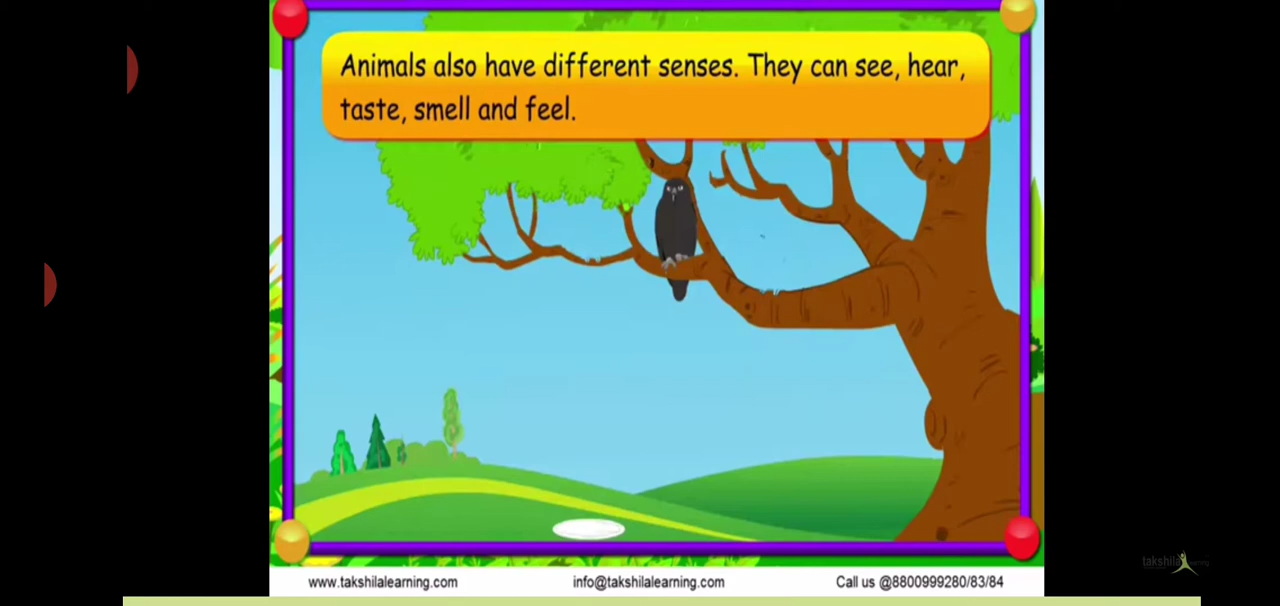 Animals also have different senses. They can see, hear,
taste, smell and feel.
www.takshilalearning.com
info@takshilalearning.com
Call us @8800999280/83/84
takshila